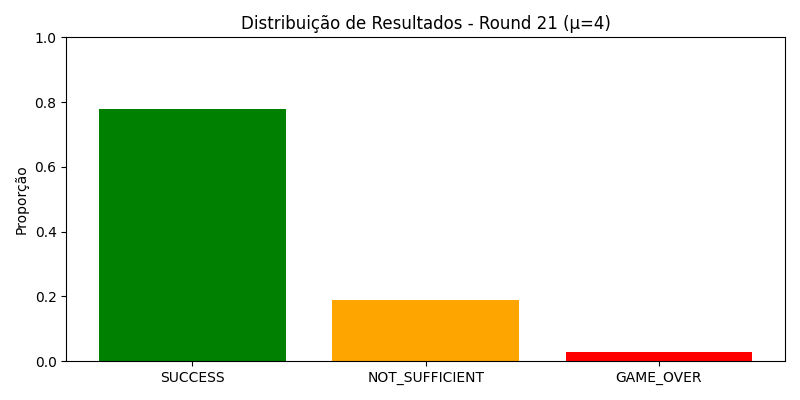 Distribuição de Resultados - Round 21 (μ=4)
1.0
0.8
0.6
0.4
0.2
0.0
Proporção
SUCCESS
NOT_SUFFICIENT
GAME_OVER